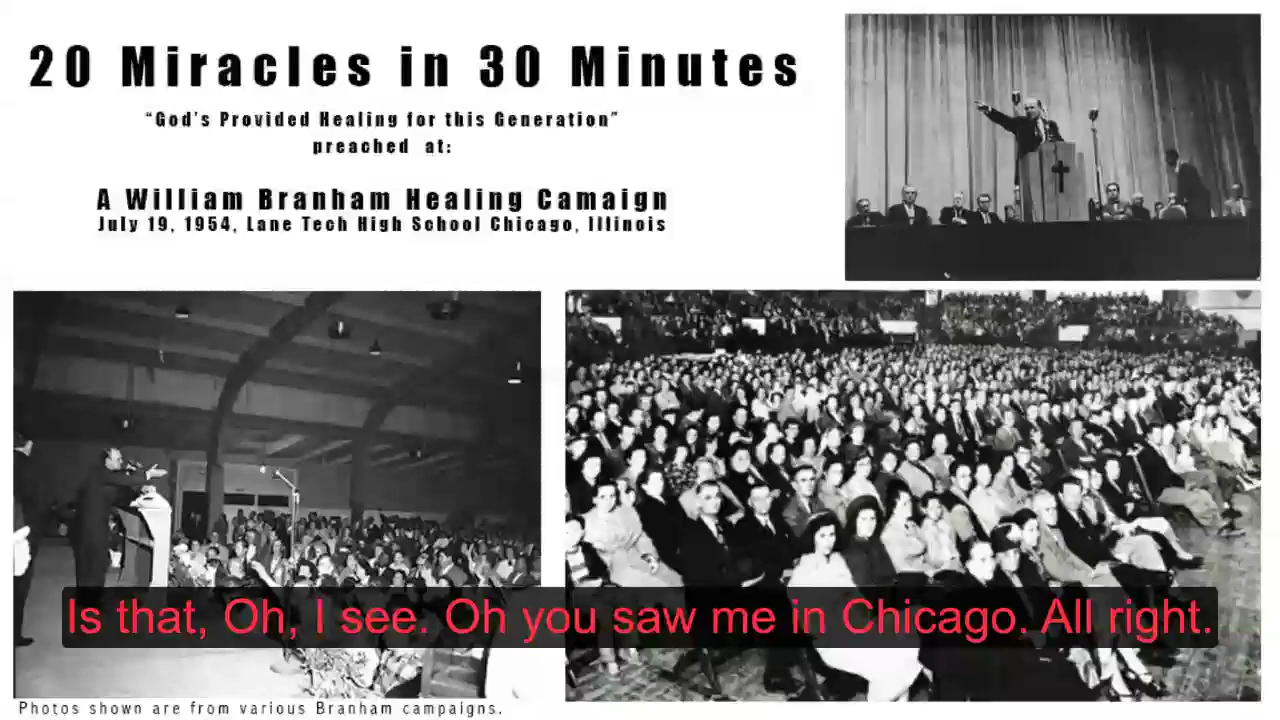 20 Miracles in 30 Minutes
“God's Provided Healing for this Generation”
preached at:
A William Branham Healing Camaign
July 19, 1954, Lane Tech High School Chicago, Illinois
Is that, Oh, I see. Oh you saw me in Chicago. All right.
Photos shown are from various Branham campaigns.